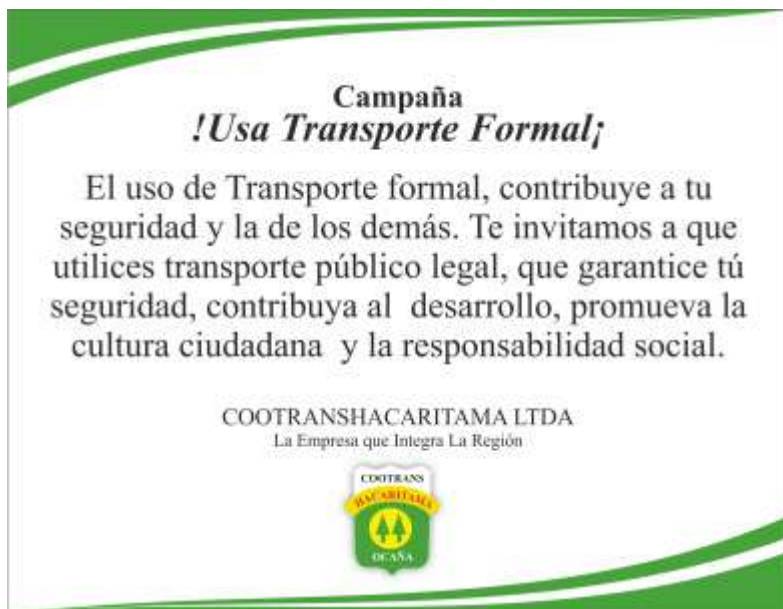 Campaña
!Usa Transporte Formal¡
El uso de Transporte formal, contribuye a tu
seguridad y la de los demás. Te invitamos a que
utilices transporte público legal, que garantice tú
seguridad, contribuya al  desarrollo, promueva la
cultura ciudadana  y la responsabilidad social.
COOTRANSHACARITAMA LTDA
La Empresa que Integra La Región
COOTRANS
HACARITAMA
OCAÑA